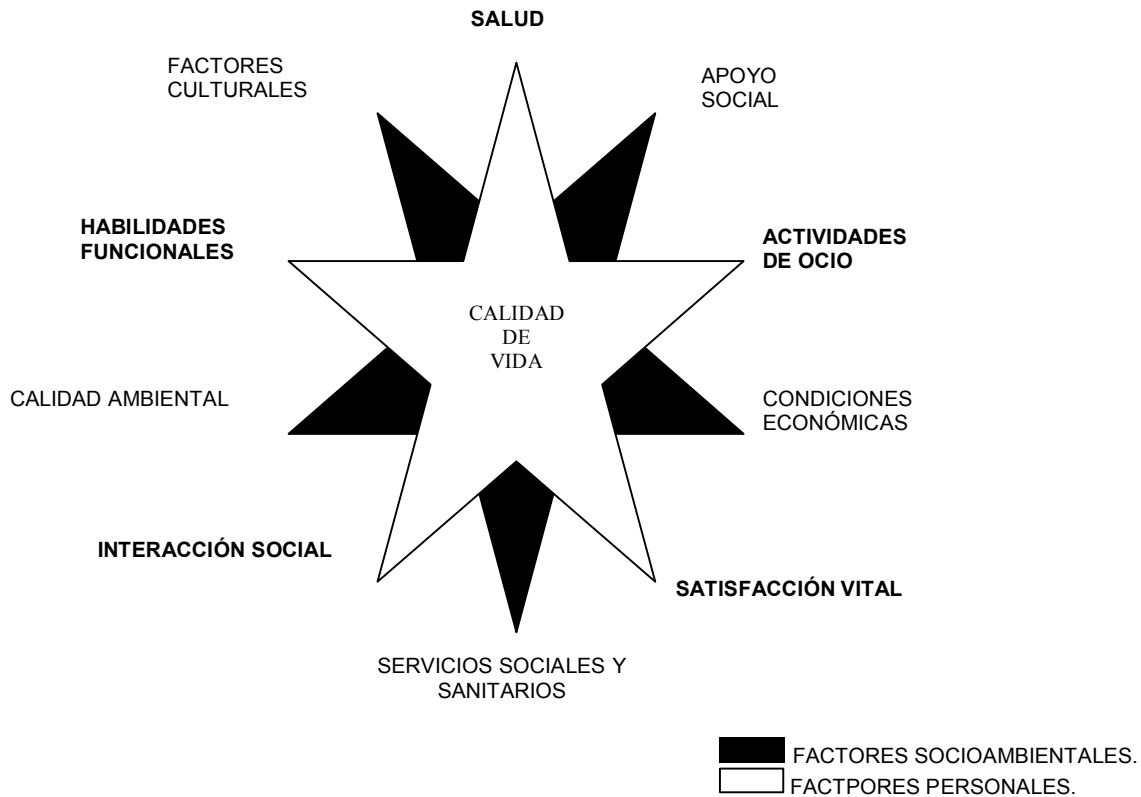 SALUD
FACTORES
CULTURALES
APOYO
SOCIAL
HABILIDADES
FUNCIONALES
ACTIVIDADES
DE OCIO
CALIDAD
DE
VIDA
CALIDAD AMBIENTAL
CONDICIONES
ECONÓMICAS
INTERACCIÓN SOCIAL
SATISFACCIÓN VITAL
SERVICIOS SOCIALES Y
SANITARIOS
FACTORES SOCIOAMBIENTALES.
FACTPORES PERSONALES.